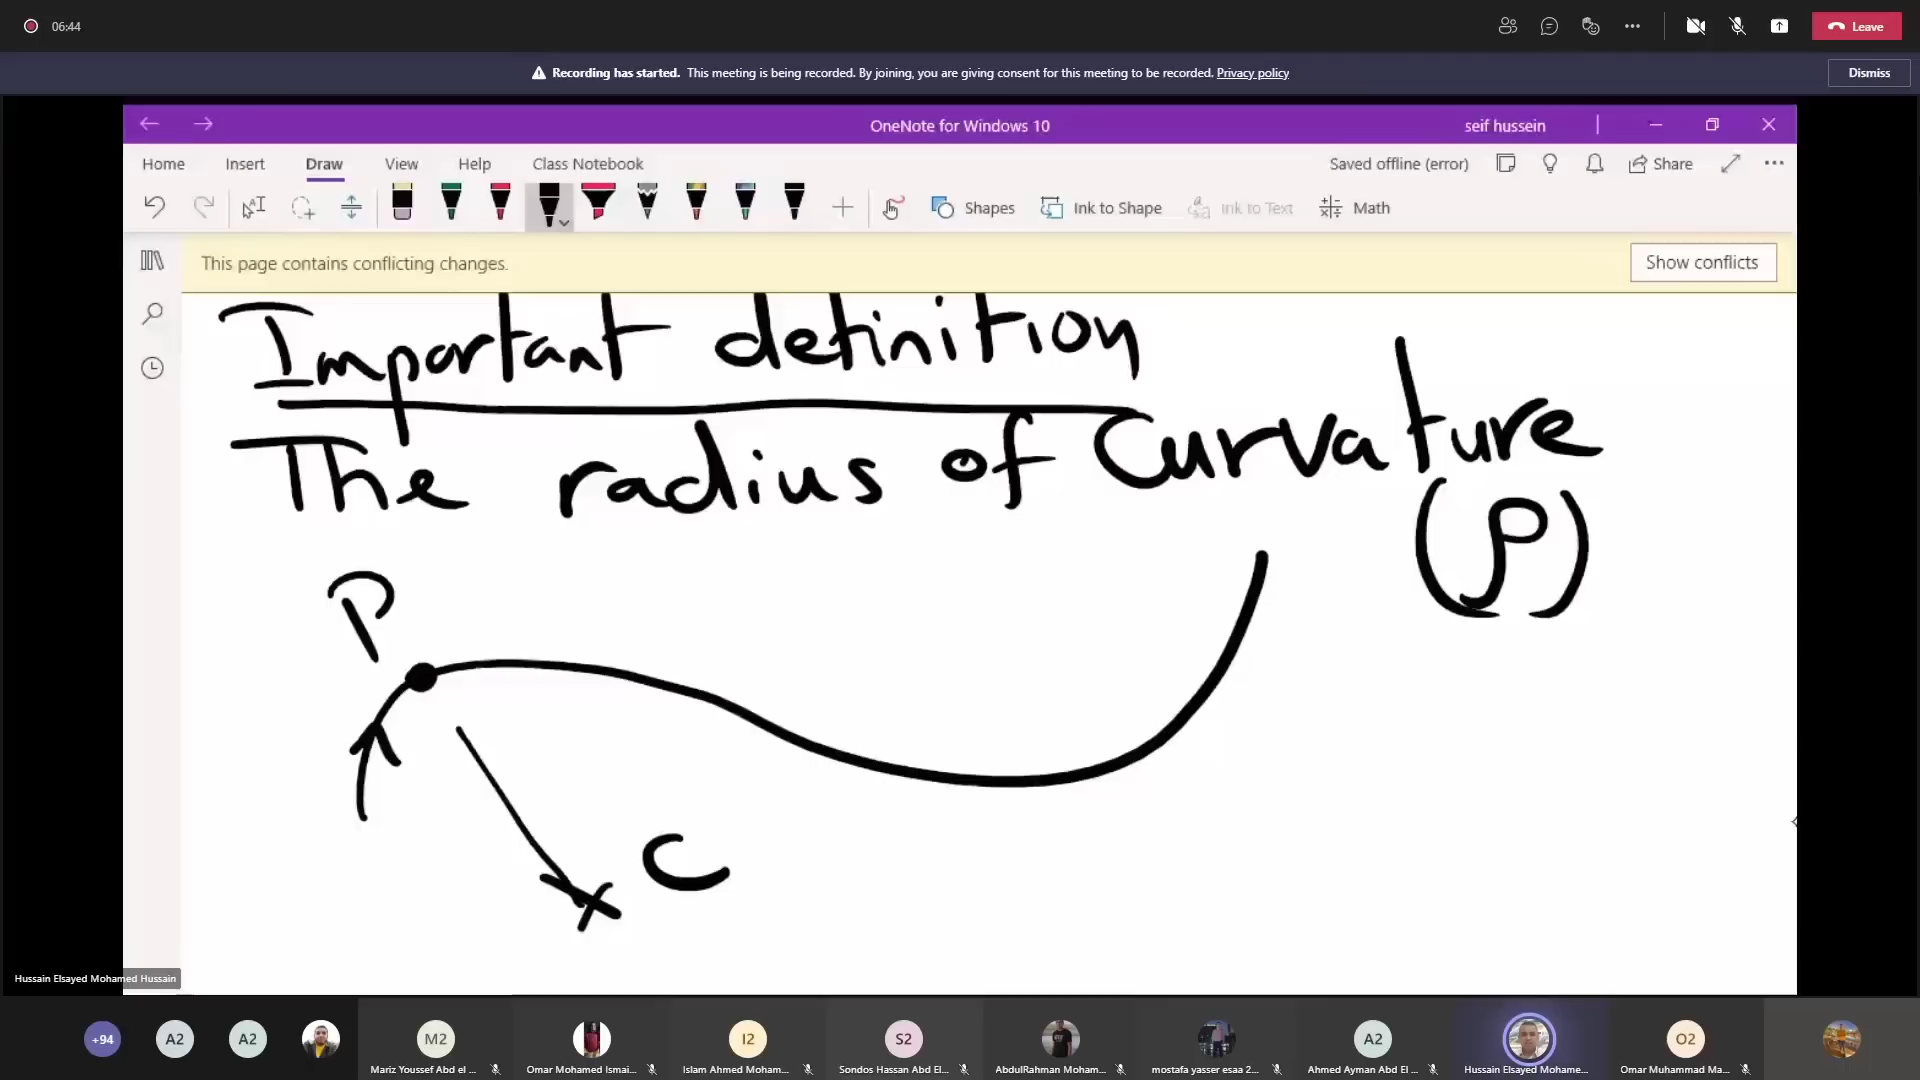 06:44
Leave
Recording has started. This meeting is being recorded. By joining, you are giving consent for this meeting to be recorded. Privacy policy
Dismiss
OneNote for Windows 10
seif hussein
Home Insert Draw View Help Class Notebook
Saved offline (error)
Share
Shapes Ink to Shape Ink to Text Math
This page contains conflicting changes.
Show conflicts
Important definition
The radius of Curvature
(ρ)
P
C
Hussain Elsayed Mohamed Hussain
+94 A2 A2 M2 I2 S2 A2 O2
Mariz Youssef Abd el ... Omar Mohamed Ismai... Islam Ahmed Moham... Sondos Hassan Abd El... AbdulRahman Moham... mostafa yasser esaa 2... Ahmed Ayman Abd El ... Hussain Elsayed Mohame... Omar Muhammad Ma...